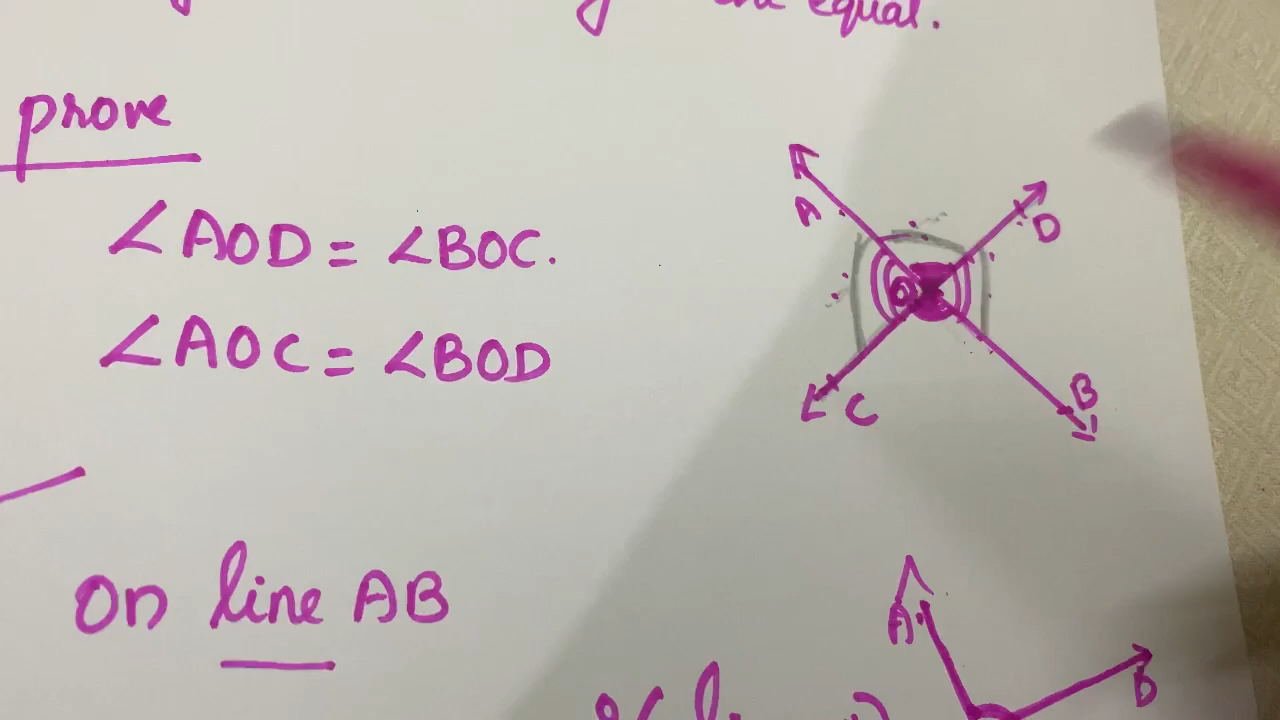 equal.
prove
∠AOD = ∠BOC.
∠AOC = ∠BOD
A
D
O
C
B
On line AB
A
D